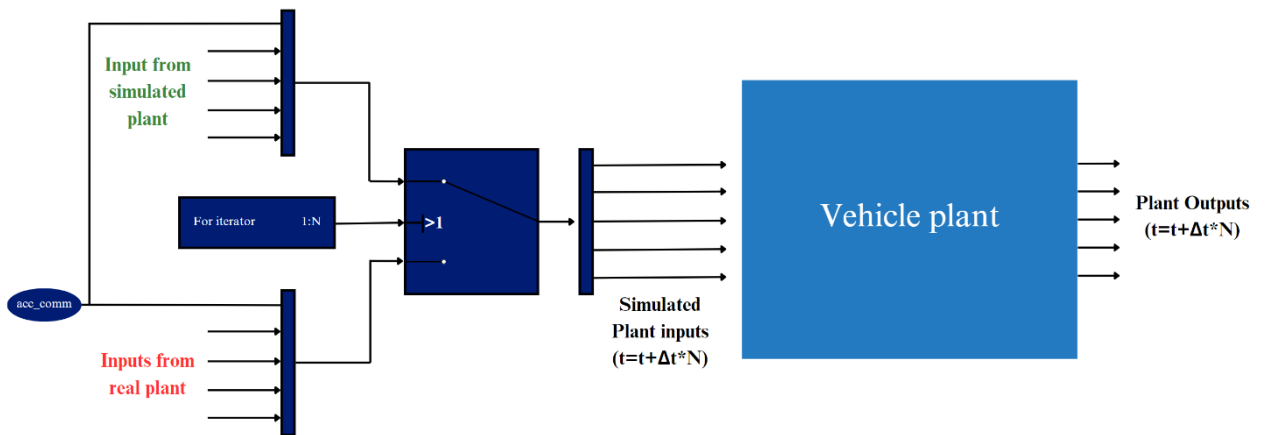 Input from
simulated
plant
For iterator 1:N
>1
acc_comm
Inputs from
real plant
Simulated
Plant inputs
(t=t+Δt*N)
Vehicle plant
Plant Outputs
(t=t+Δt*N)